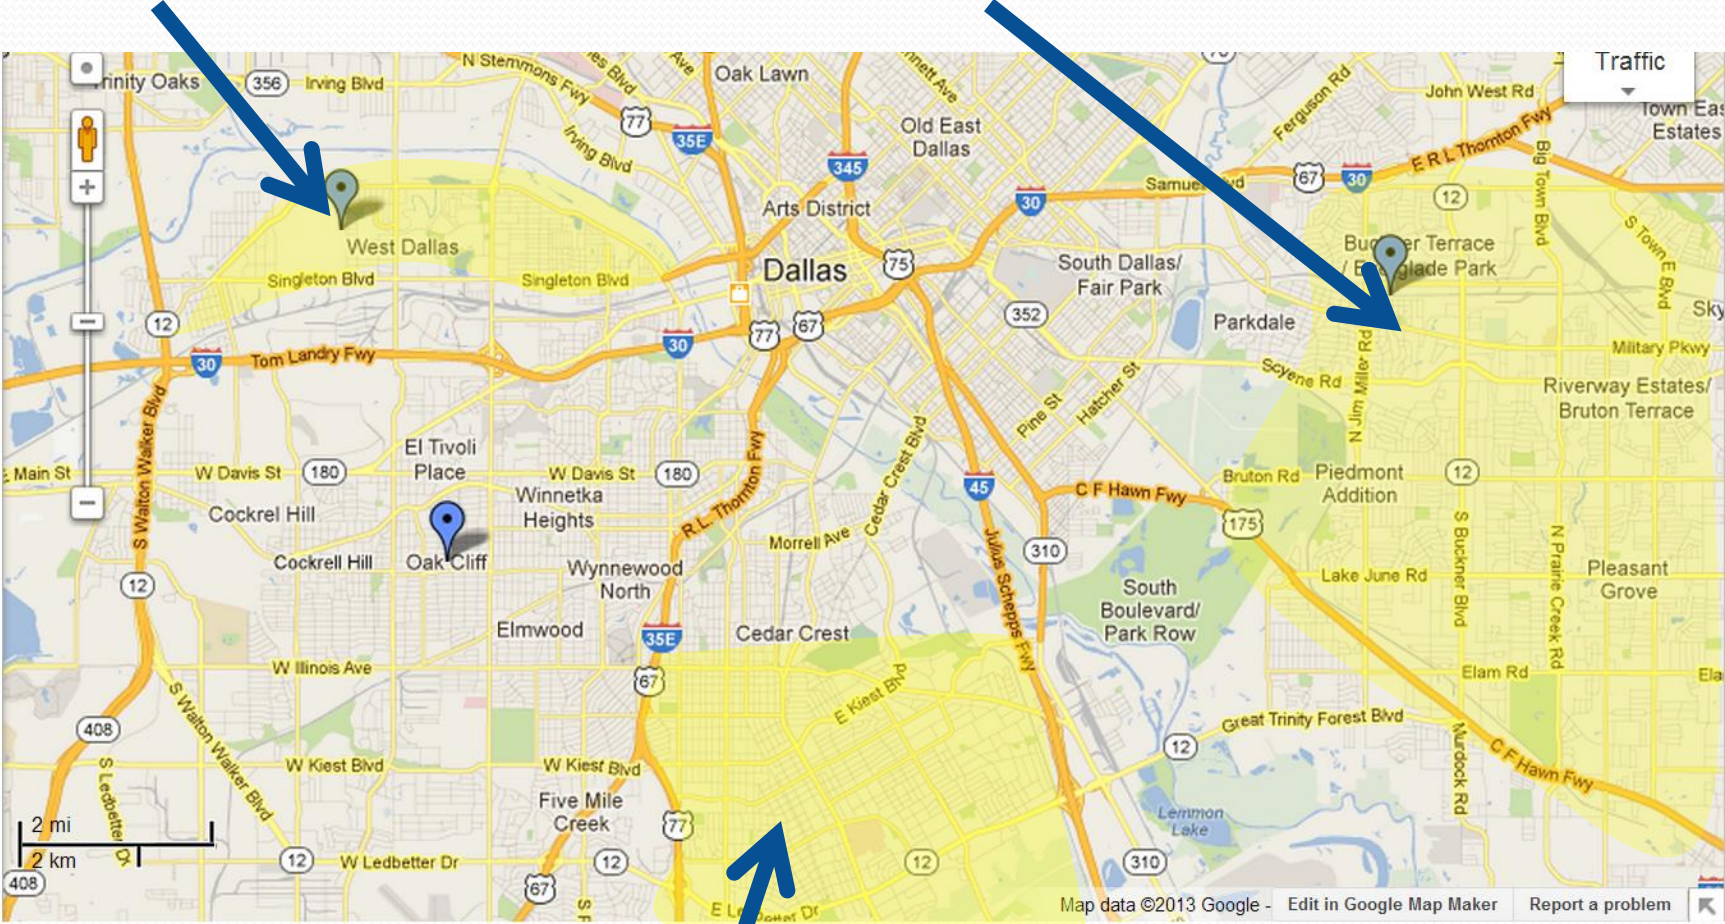 Traffic
Trinity Oaks
356
Irving Blvd
N Stemmons Fwy
Ave
Oak Lawn
John West Rd
Ferguson Rd
Town
Estates
77
35E
Irving Blvd
Old East
Dallas
345
E R L Thornton Fwy
Big Town Blvd
67
30
12
30
Arts District
West Dallas
Singleton Blvd
Singleton Blvd
Dallas
75
South Dallas/
Fair Park
Terrace
Park
S Town E Blvd
12
352
Parkdale
Sky
77
67
30
Military Pkwy
30
Tom Landry Fwy
Scyene Rd
N Jim Miller Rd
Hatcher St
Pine St
Riverway Estates/
Bruton Terrace
S Walton Walker Blvd
El Tivoli
Place
Main St
W Davis St
180
W Davis St
180
R.L. Thornton Fwy
Cedar Crest Blvd
45
C F Hawn Fwy
Bruton Rd
Piedmont
Addition
12
Cockrel Hill
Winnetka
Heights
175
Cockrell Hill
Oak Cliff
Morrell Ave
310
Julius Schepps Fwy
Wynnewood
North
12
Lake June Rd
S Buckner Blvd
N Prairie Creek Rd
Pleasant
Grove
South
Boulevard/
Park Row
Elmwood
35E
Cedar Crest
W Illinois Ave
67
E Kiest Blvd
Elam Rd
Ela
S Walton Walker Blvd
408
Great Trinity Forest Blvd
12
Murdock Rd
C F Hawn Fwy
S Ledbetter Dr
W Kiest Blvd
W Kiest Blvd
Five Mile
Creek
77
Lemmon
Lake
2 mi
2 km
408
12
W Ledbetter Dr
12
12
310
67
E Ledbetter Dr
Map data ©2013 Google -
Edit in Google Map Maker
Report a problem